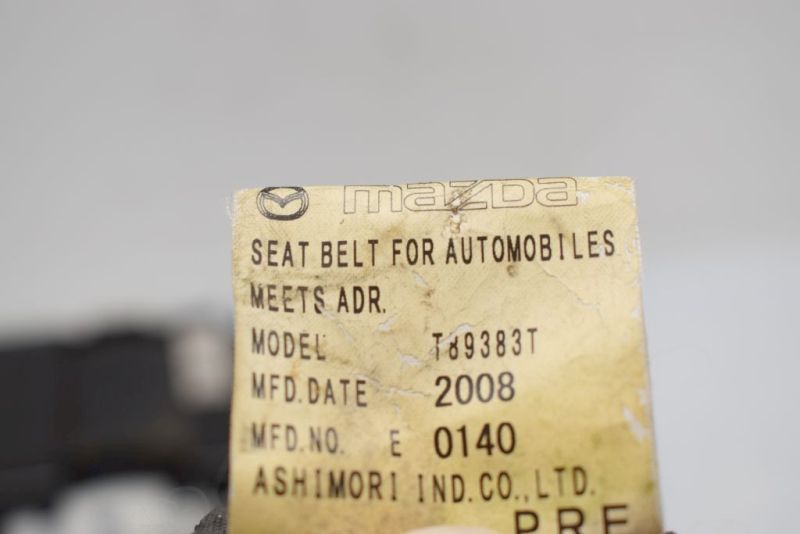 mazda
SEAT BELT FOR AUTOMOBILES
MEETS ADR.
MODEL T89383T
MFD.DATE 2008
MFD.NO. E 0140
ASHIMORI IND.CO.,LTD.
PRE